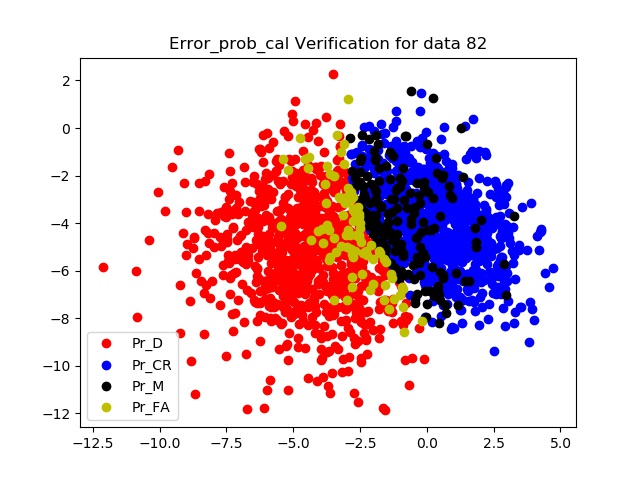 Error_prob_cal Verification for data 82
2
0
−2
−4
−6
−8
−10
−12
Pr_D
Pr_CR
Pr_M
Pr_FA
−12.5 −10.0 −7.5 −5.0 −2.5 0.0 2.5 5.0